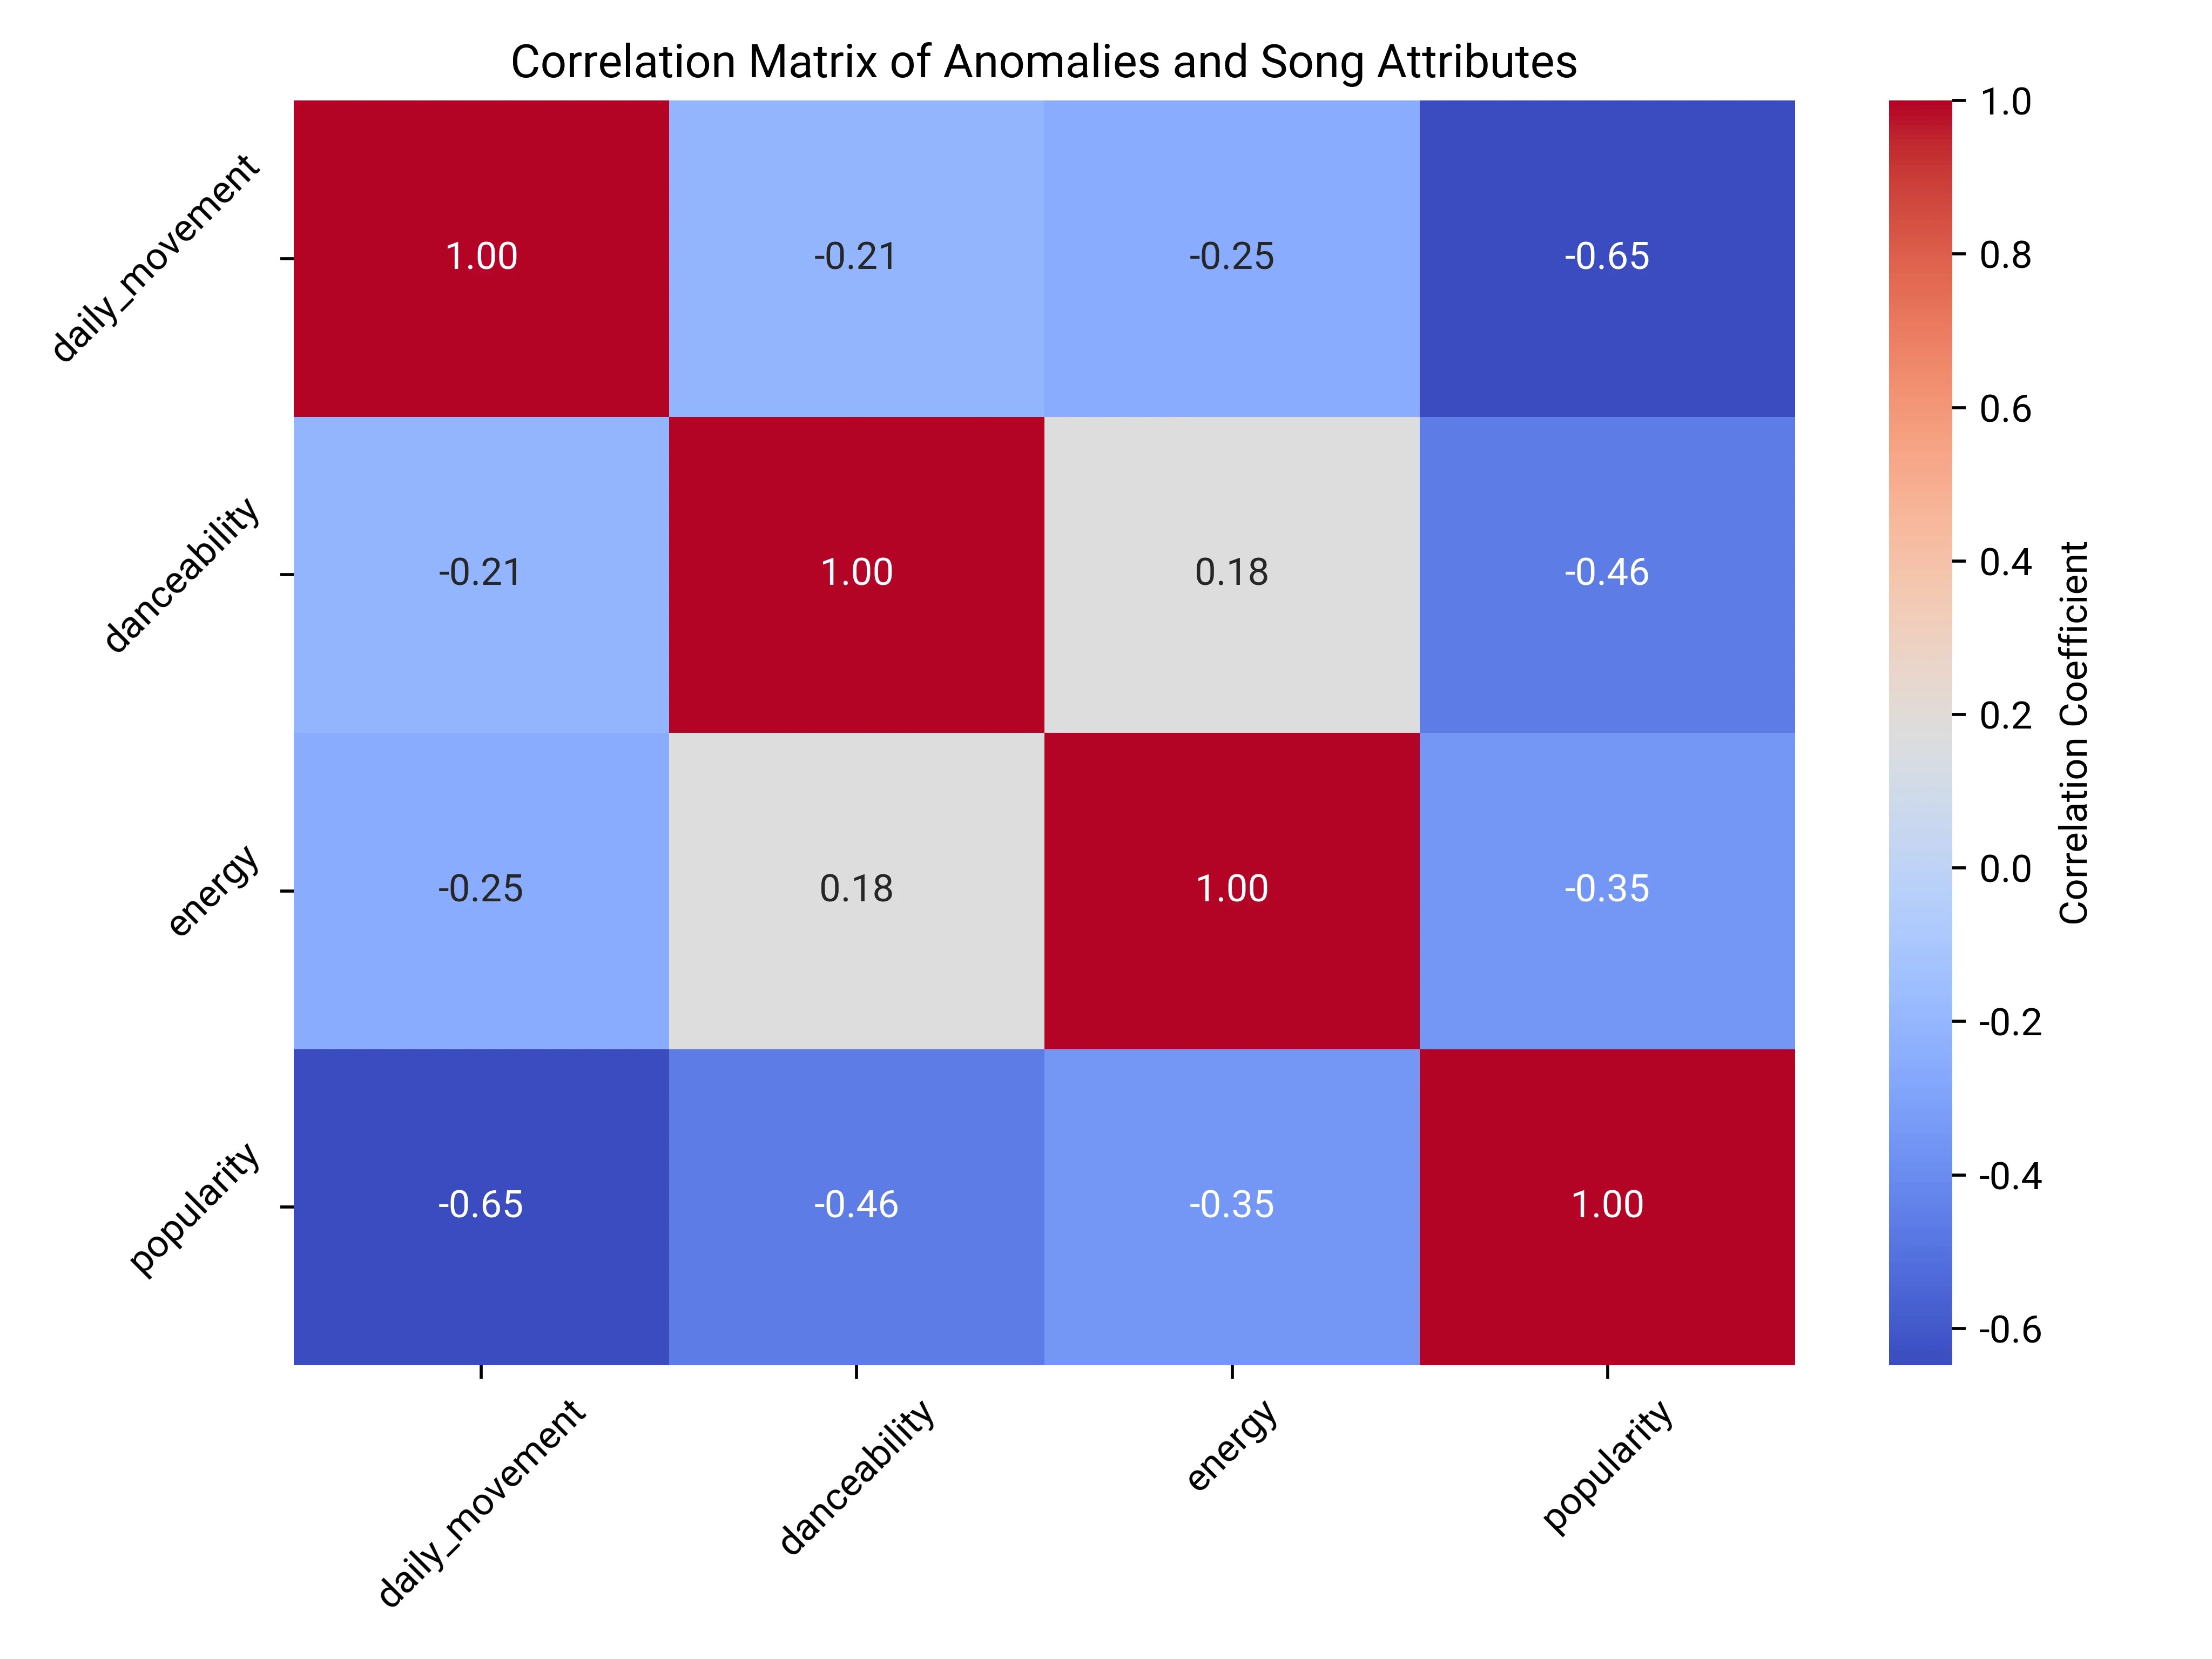 Correlation Matrix of Anomalies and Song Attributes
daily_movement
1.00
-0.21
-0.25
-0.65
danceability
-0.21
1.00
0.18
-0.46
energy
-0.25
0.18
1.00
-0.35
popularity
-0.65
-0.46
-0.35
1.00
daily_movement
danceability
energy
popularity
1.0
0.8
0.6
0.4
0.2
0.0
-0.2
-0.4
-0.6
Correlation Coefficient